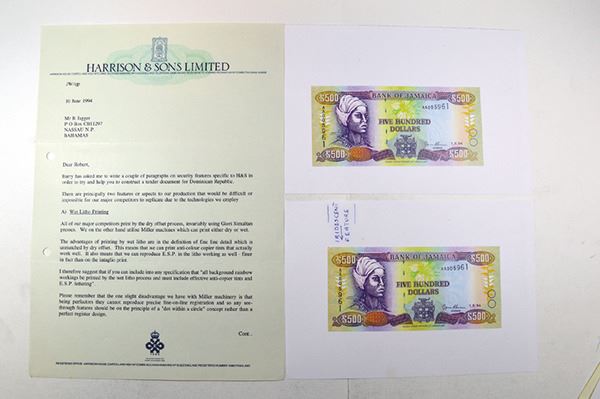 HARRISON & SONS LIMITED
10 June 1994
Mr R Jagger
P O Box CB11297
NASSAU N.P.
BAHAMAS
Dear Robert,
Barry has asked me to write a couple of paragraphs on security features specific to H&S in
order to try and help you to construct a tender document for Dominican Republic.
There are principally two features or aspects to our production that would be difficult or
impossible for our major competitors to replicate due to the technologies we employ
A) Wet Litho Printing
All of our major competitors print by the dry offset process, invariably using Giori Simultan
presses. We on the other hand utilise Miller machines which can print either dry or wet.
The advantages of printing by wet litho are in the definition of fine line detail which is
unmatched by dry offset. This means that we can print anti-colour copier tints that actually
work well. It also means that we can reproduce E.S.P. in the litho working as well - finer
in fact than on the intaglio print.
I therefore suggest that if you can include into any specification that "all background rainbow
workings be printed by the wet litho process and must include effective anti-copier tints and
E.S.P. lettering".
Please remember that the one slight disadvantage we have with Miller machinery is that
being perfectors they cannot reproduce precise line-on-line registration and so any see-
through features should be on the principle of a "dot within a circle" concept rather than a
perfect register design.
Cont...
$500
BANK OF JAMAICA
$500
AA005961
FIVE HUNDRED
DOLLARS
1.5.94
$500
$500
IRIDESCENT
FEATURE
$500
BANK OF JAMAICA
$500
AA005961
FIVE HUNDRED
DOLLARS
1.5.94
$500
$500